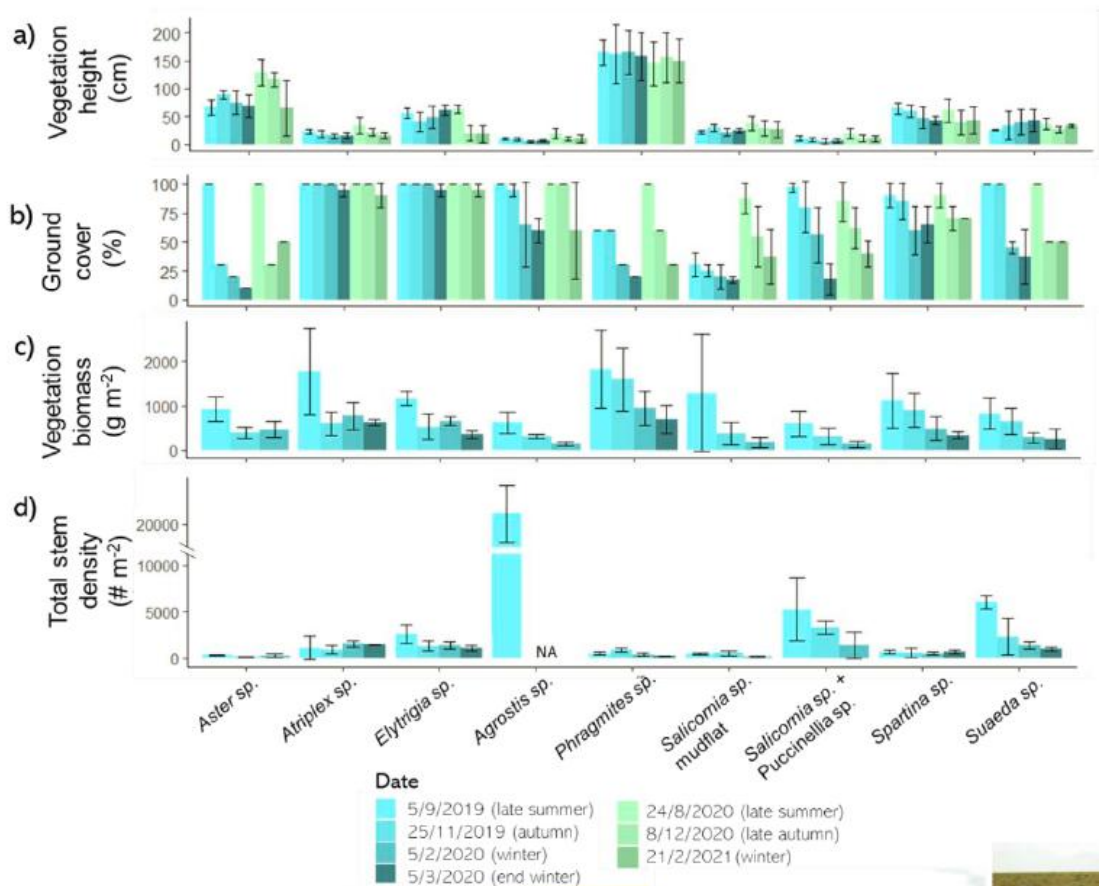 a)
Vegetation
height
(cm)
200
150
100
50
0
b)
Ground
cover
(%)
100
75
50
25
0
c)
Vegetation
biomass
(g m⁻²)
2000
1000
0
d)
Total stem
density
(# m⁻²)
20000
10000
5000
0
NA
Aster sp.
Atriplex sp.
Elytrigia sp.
Agrostis sp.
Phragmites sp.
Salicornia sp.
mudflat
Salicornia sp. +
Puccinellia sp.
Spartina sp.
Suaeda sp.
Date
5/9/2019 (late summer)
25/11/2019 (autumn)
5/2/2020 (winter)
5/3/2020 (end winter)
24/8/2020 (late summer)
8/12/2020 (late autumn)
21/2/2021 (winter)